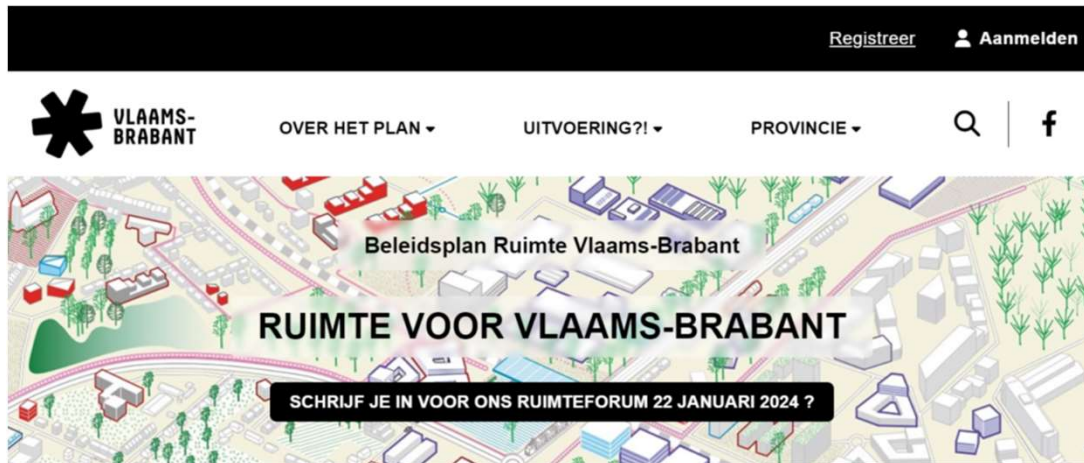 Registreer Aanmelden
VLAAMS-
BRABANT
OVER HET PLAN UITVOERING?! PROVINCIE
Beleidsplan Ruimte Vlaams-Brabant
RUIMTE VOOR VLAAMS-BRABANT
SCHRIJF JE IN VOOR ONS RUIMTEFORUM 22 JANUARI 2024 ?